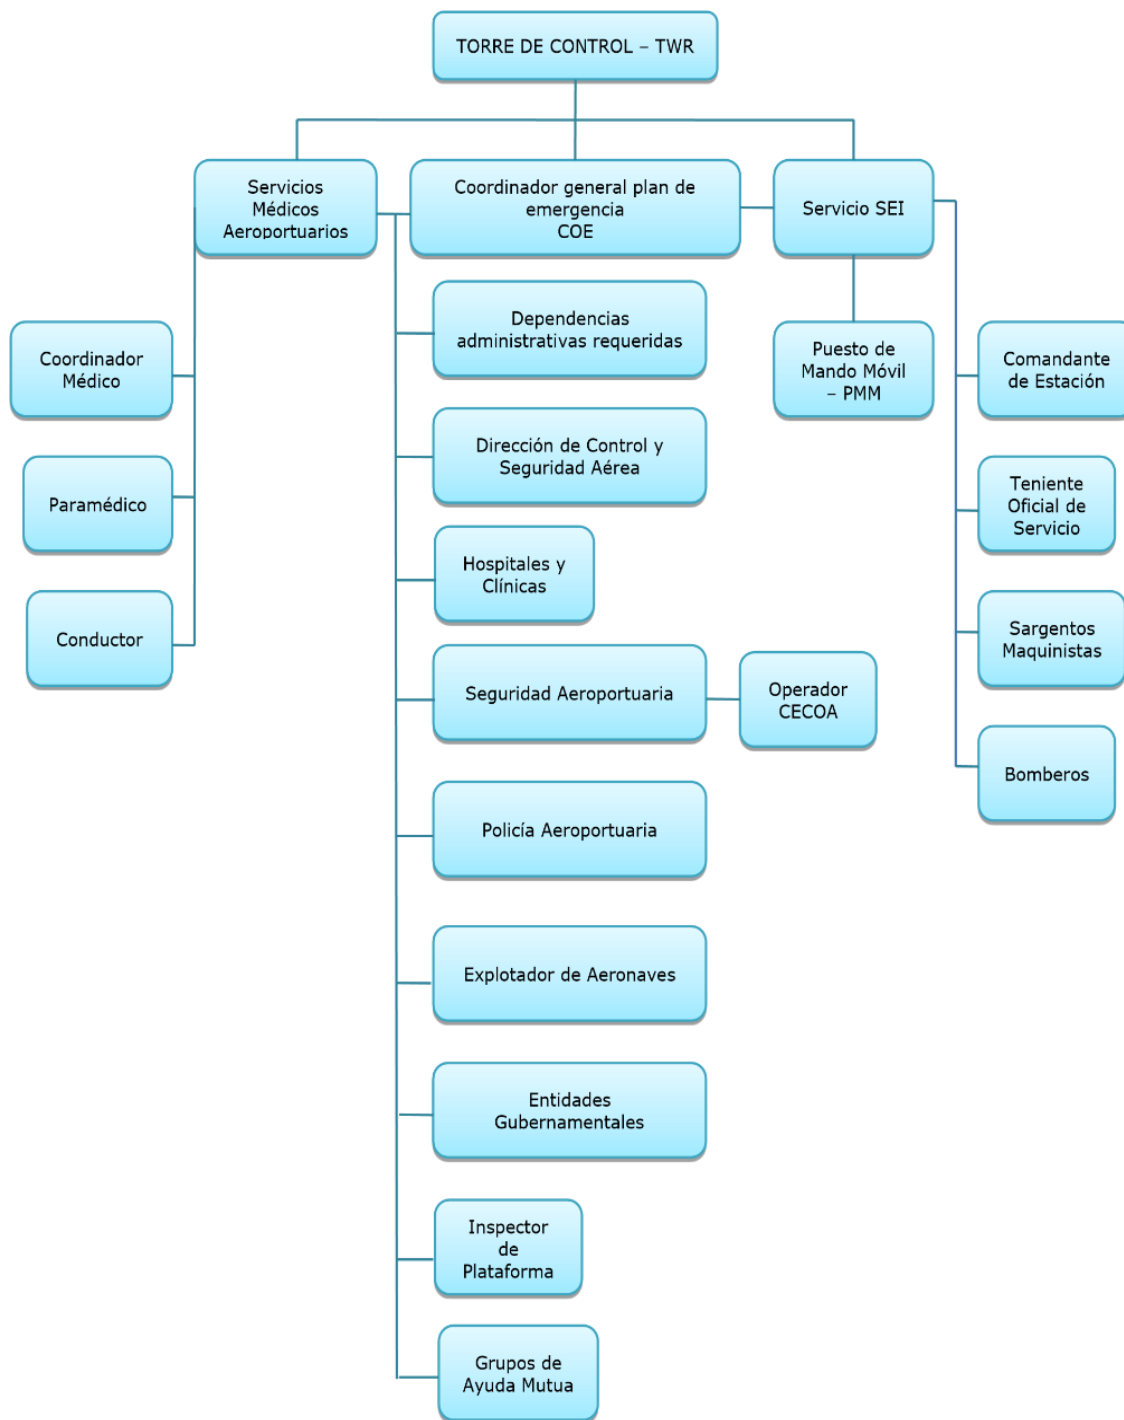 TORRE DE CONTROL – TWR
Servicios
Médicos
Aeroportuarios
Coordinador general plan de
emergencia
COE
Servicio SEI
Dependencias
administrativas requeridas
Puesto de
Mando Móvil
– PMM
Coordinador
Médico
Comandante
de Estación
Dirección de Control y
Seguridad Aérea
Paramédico
Teniente
Oficial de
Servicio
Hospitales y
Clínicas
Conductor
Sargentos
Maquinistas
Seguridad Aeroportuaria
Operador
CECOA
Bomberos
Policía Aeroportuaria
Explotador de Aeronaves
Entidades
Gubernamentales
Inspector
de
Plataforma
Grupos de
Ayuda Mutua